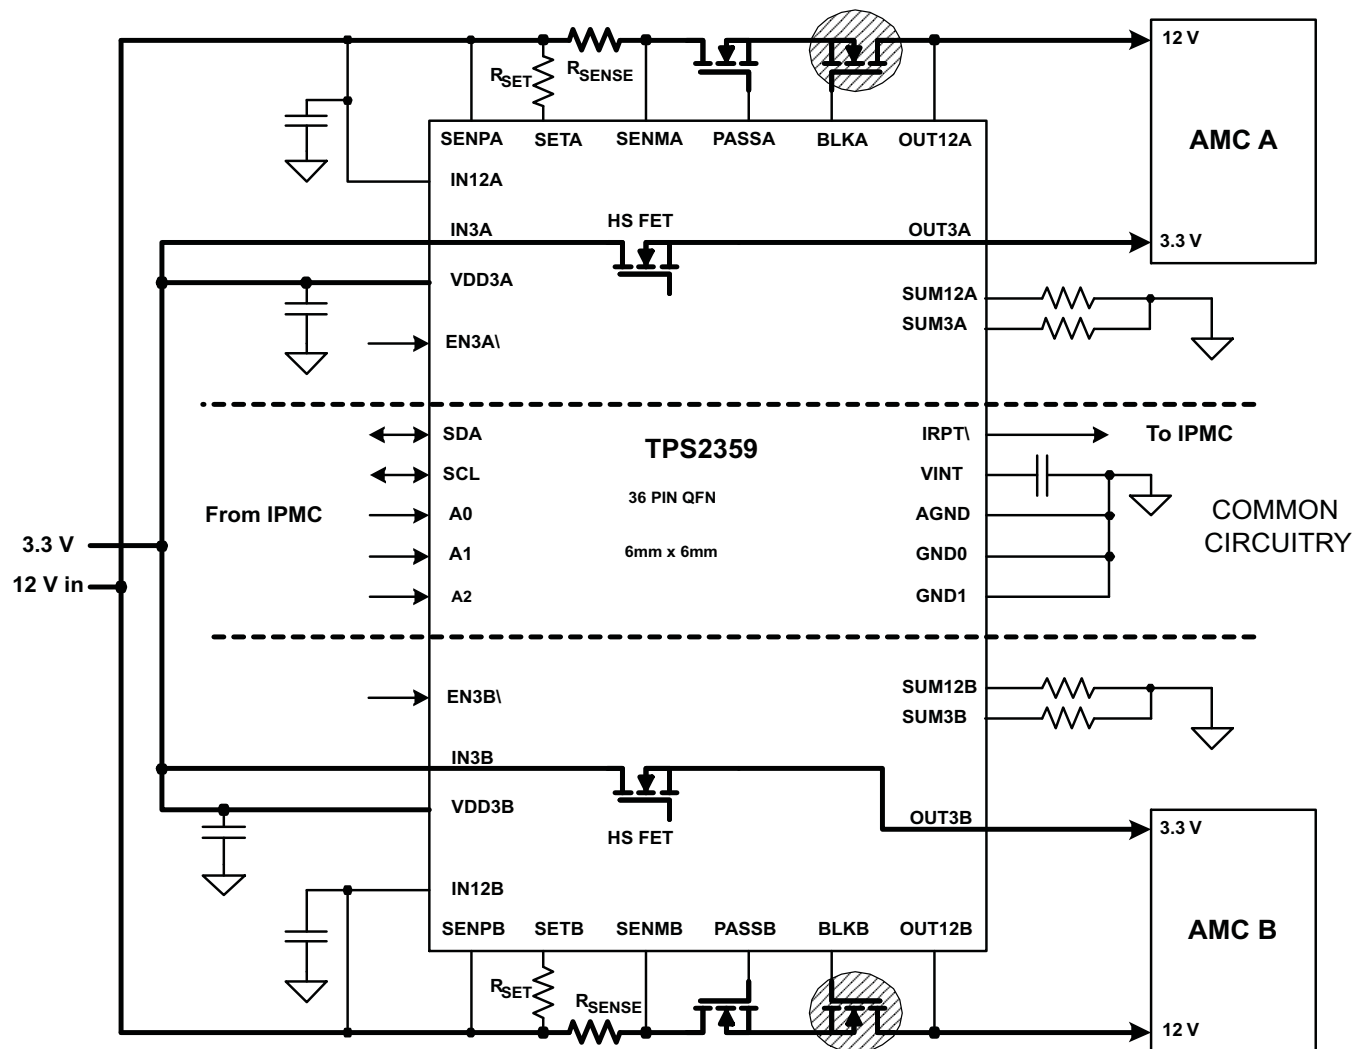 12 V
RSET
RSENSE
SENPA SETA SENMA PASSA BLKA OUT12A
AMC A
IN12A
IN3A
HS FET
OUT3A
3.3 V
VDD3A
SUM12A
SUM3A
EN3A\
SDA
TPS2359
IRPT\
To IPMC
SCL
36 PIN QFN
VINT
From IPMC
A0
AGND
COMMON
CIRCUITRY
3.3 V
A1
6mm x 6mm
GND0
12 V in
A2
GND1
SUM12B
EN3B\
SUM3B
IN3B
VDD3B
HS FET
OUT3B
3.3 V
IN12B
SENPB SETB SENMB PASSB BLKB OUT12B
AMC B
RSET
RSENSE
12 V